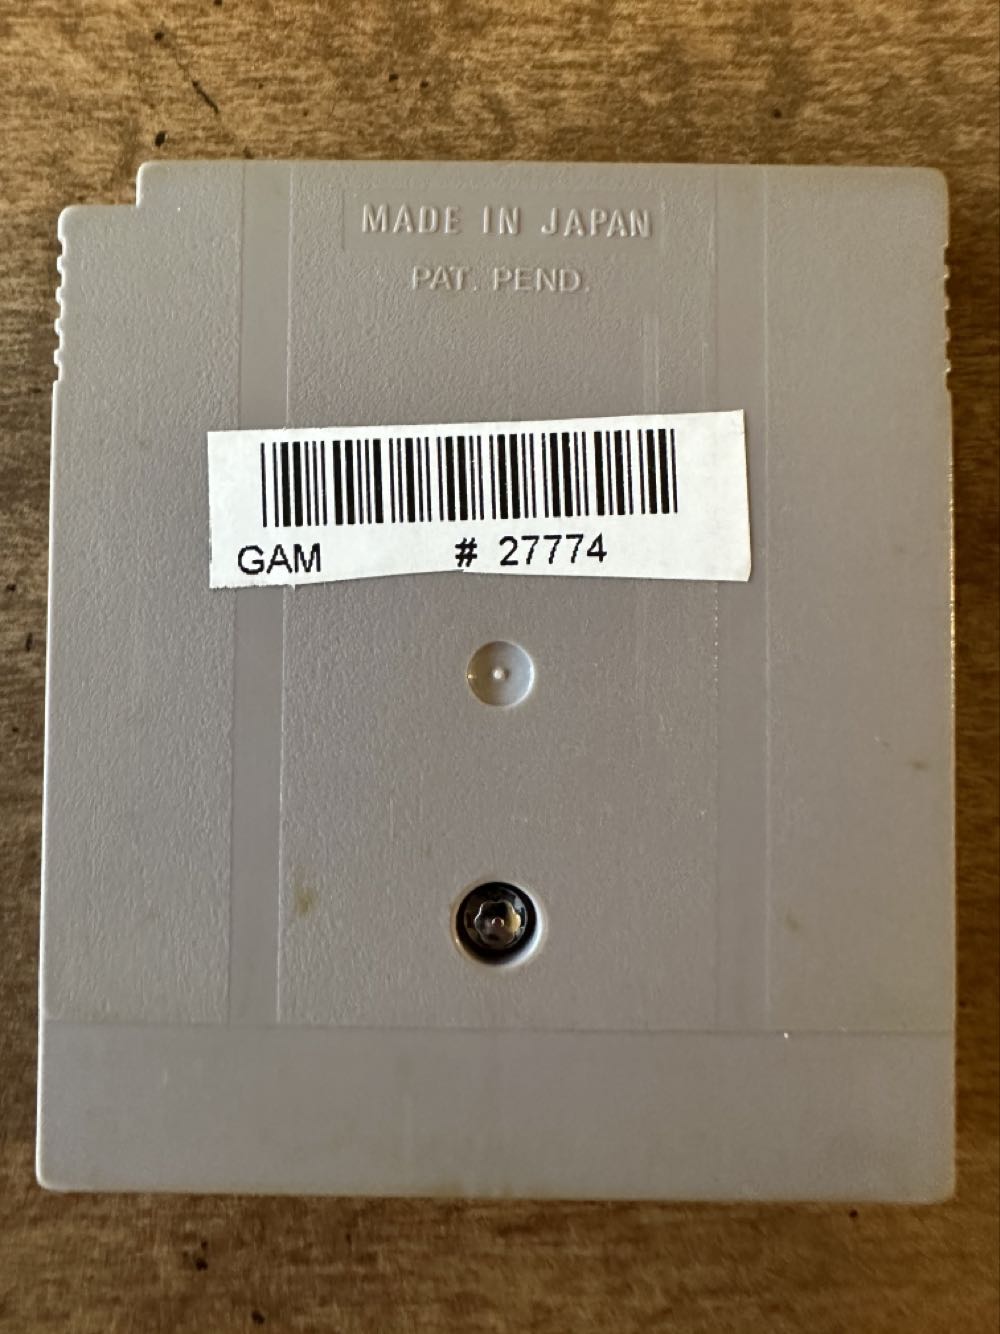 MADE IN JAPAN
PAT. PEND.
GAM # 27774